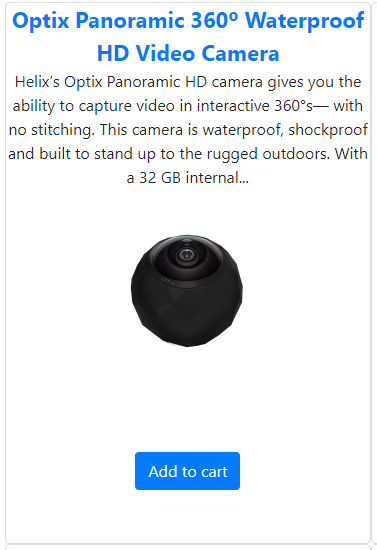 Optix Panoramic 360º Waterproof
HD Video Camera
Helix’s Optix Panoramic HD camera gives you the
ability to capture video in interactive 360°s— with
no stitching. This camera is waterproof, shockproof
and built to stand up to the rugged outdoors. With
a 32 GB internal...
Add to cart